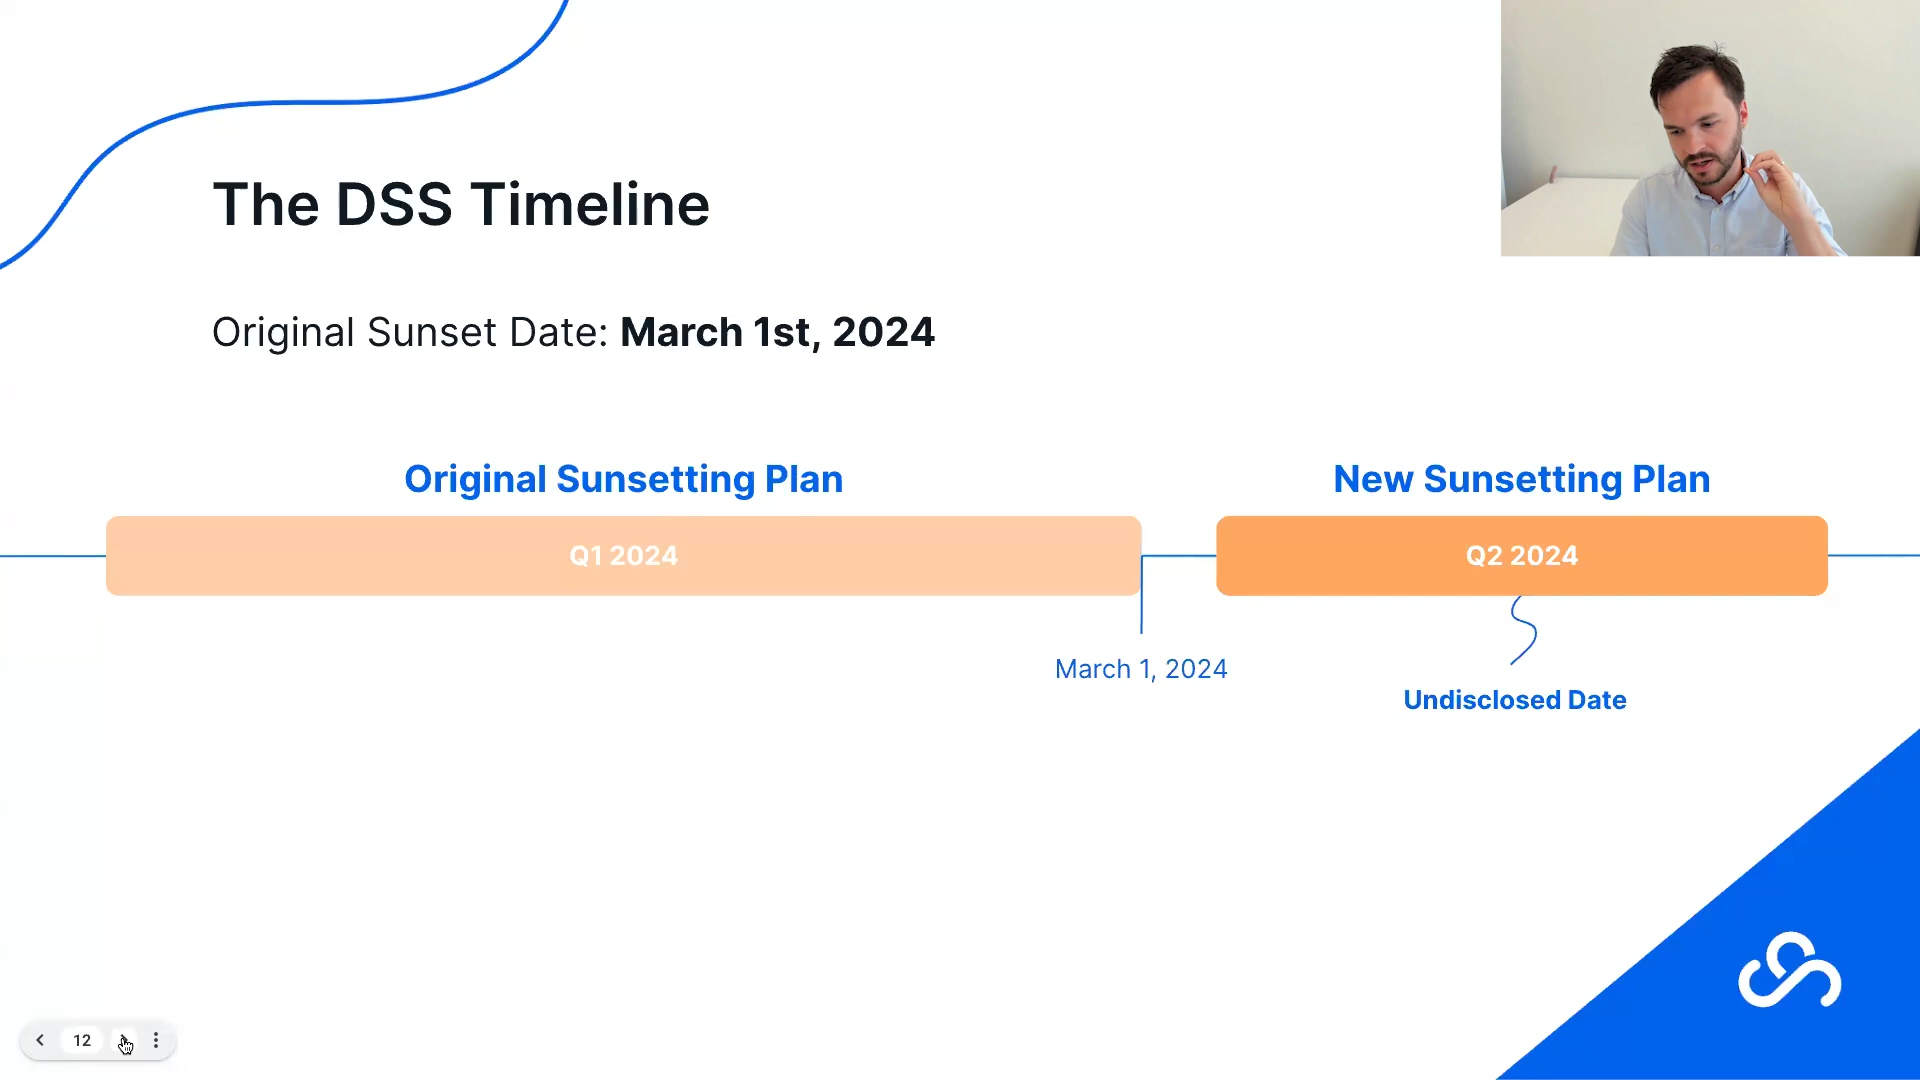 The DSS Timeline
Original Sunset Date: March 1st, 2024
Original Sunsetting Plan
New Sunsetting Plan
Q1 2024
Q2 2024
March 1, 2024
Undisclosed Date
12